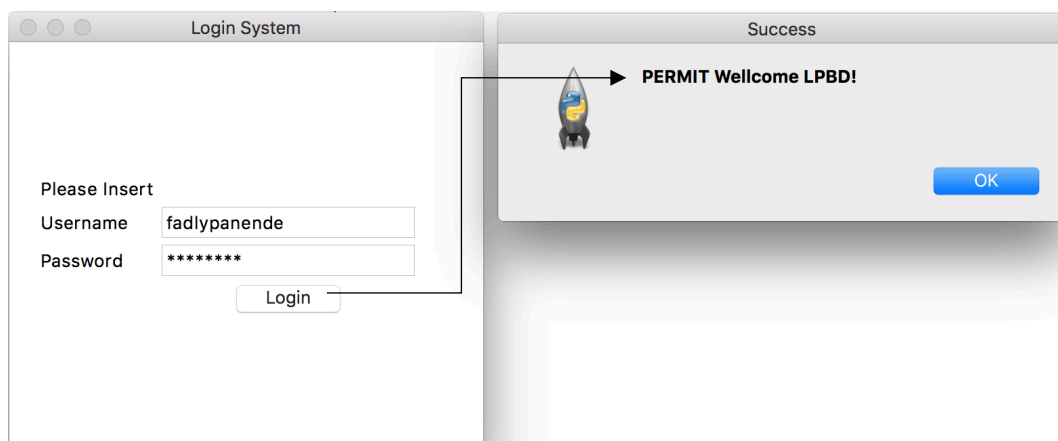 Login System
Please Insert
Username fadlypanende
Password ********
Login
Success
PERMIT Wellcome LPBD!
OK